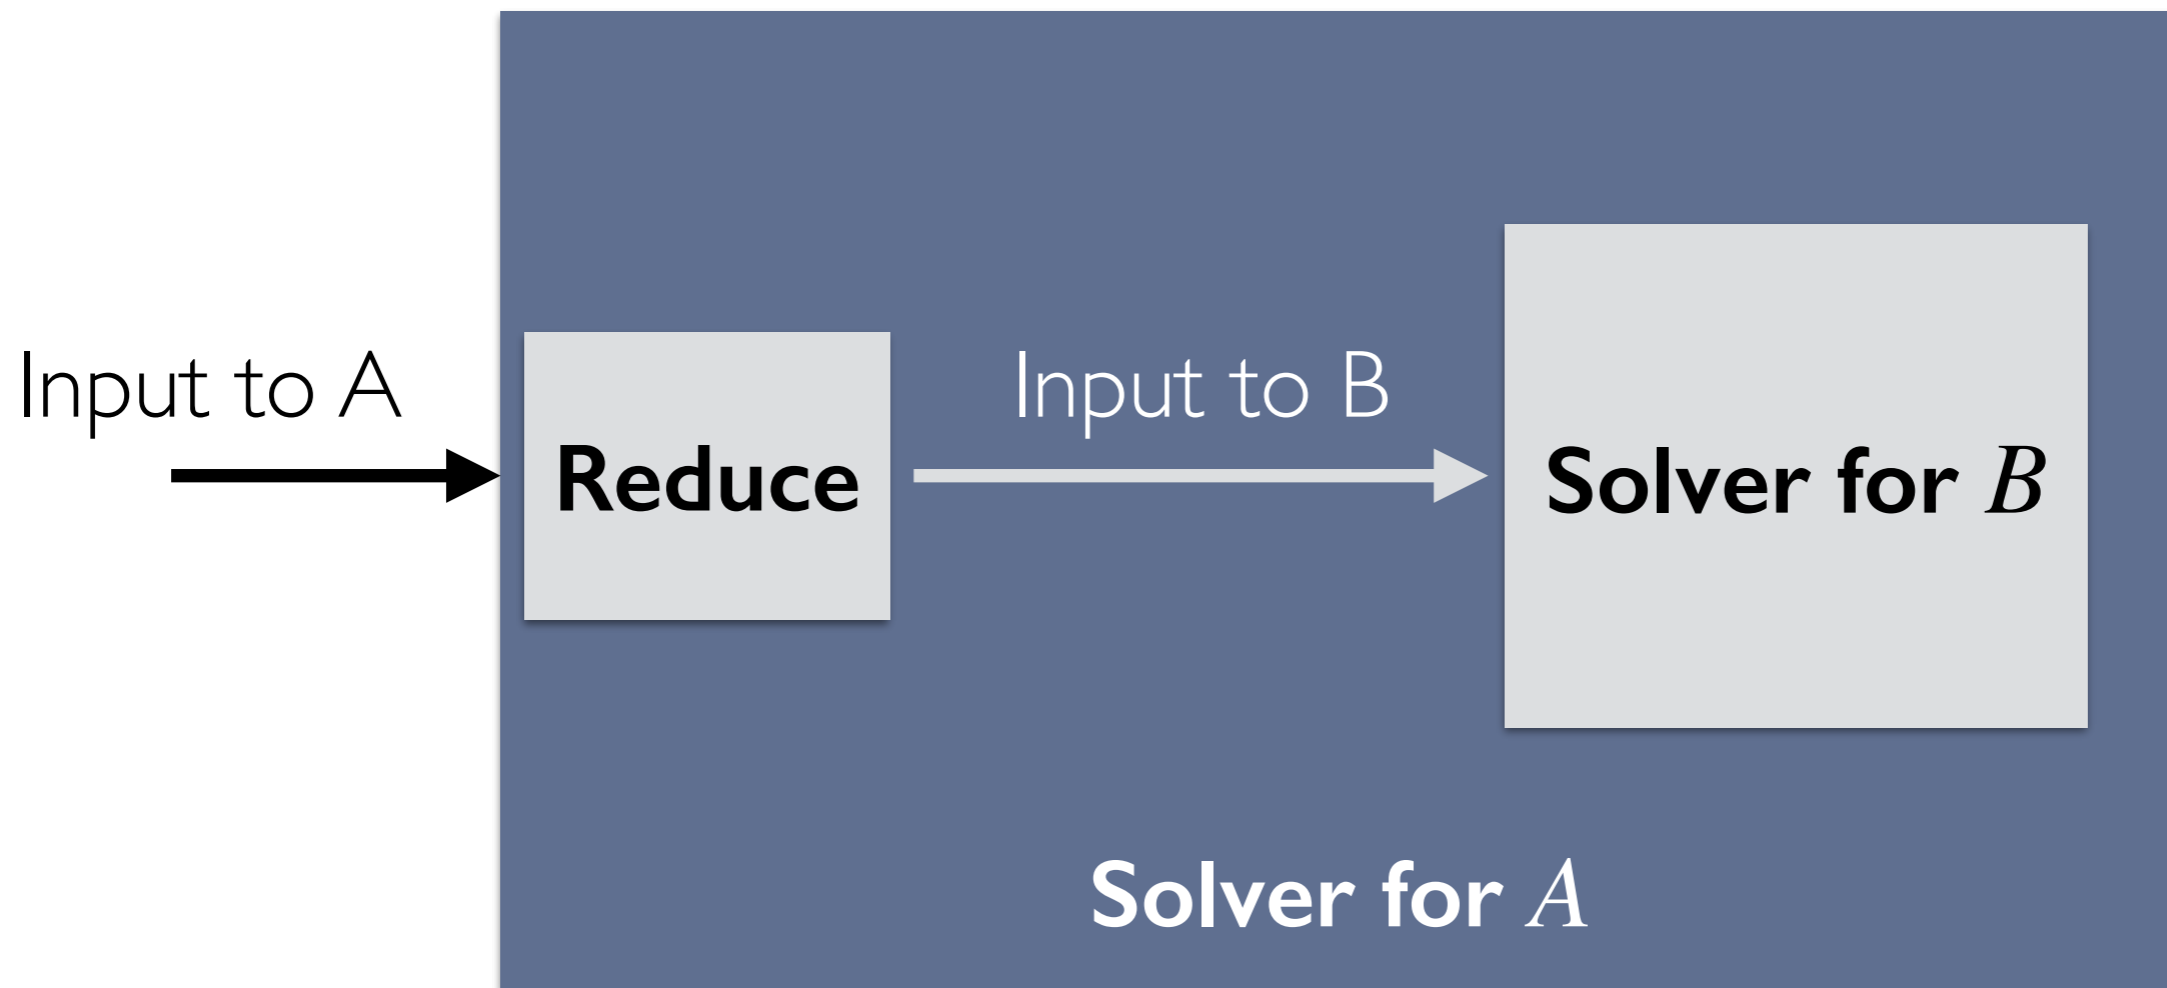 Input to A
Reduce
Input to B
Solver for B
Solver for A